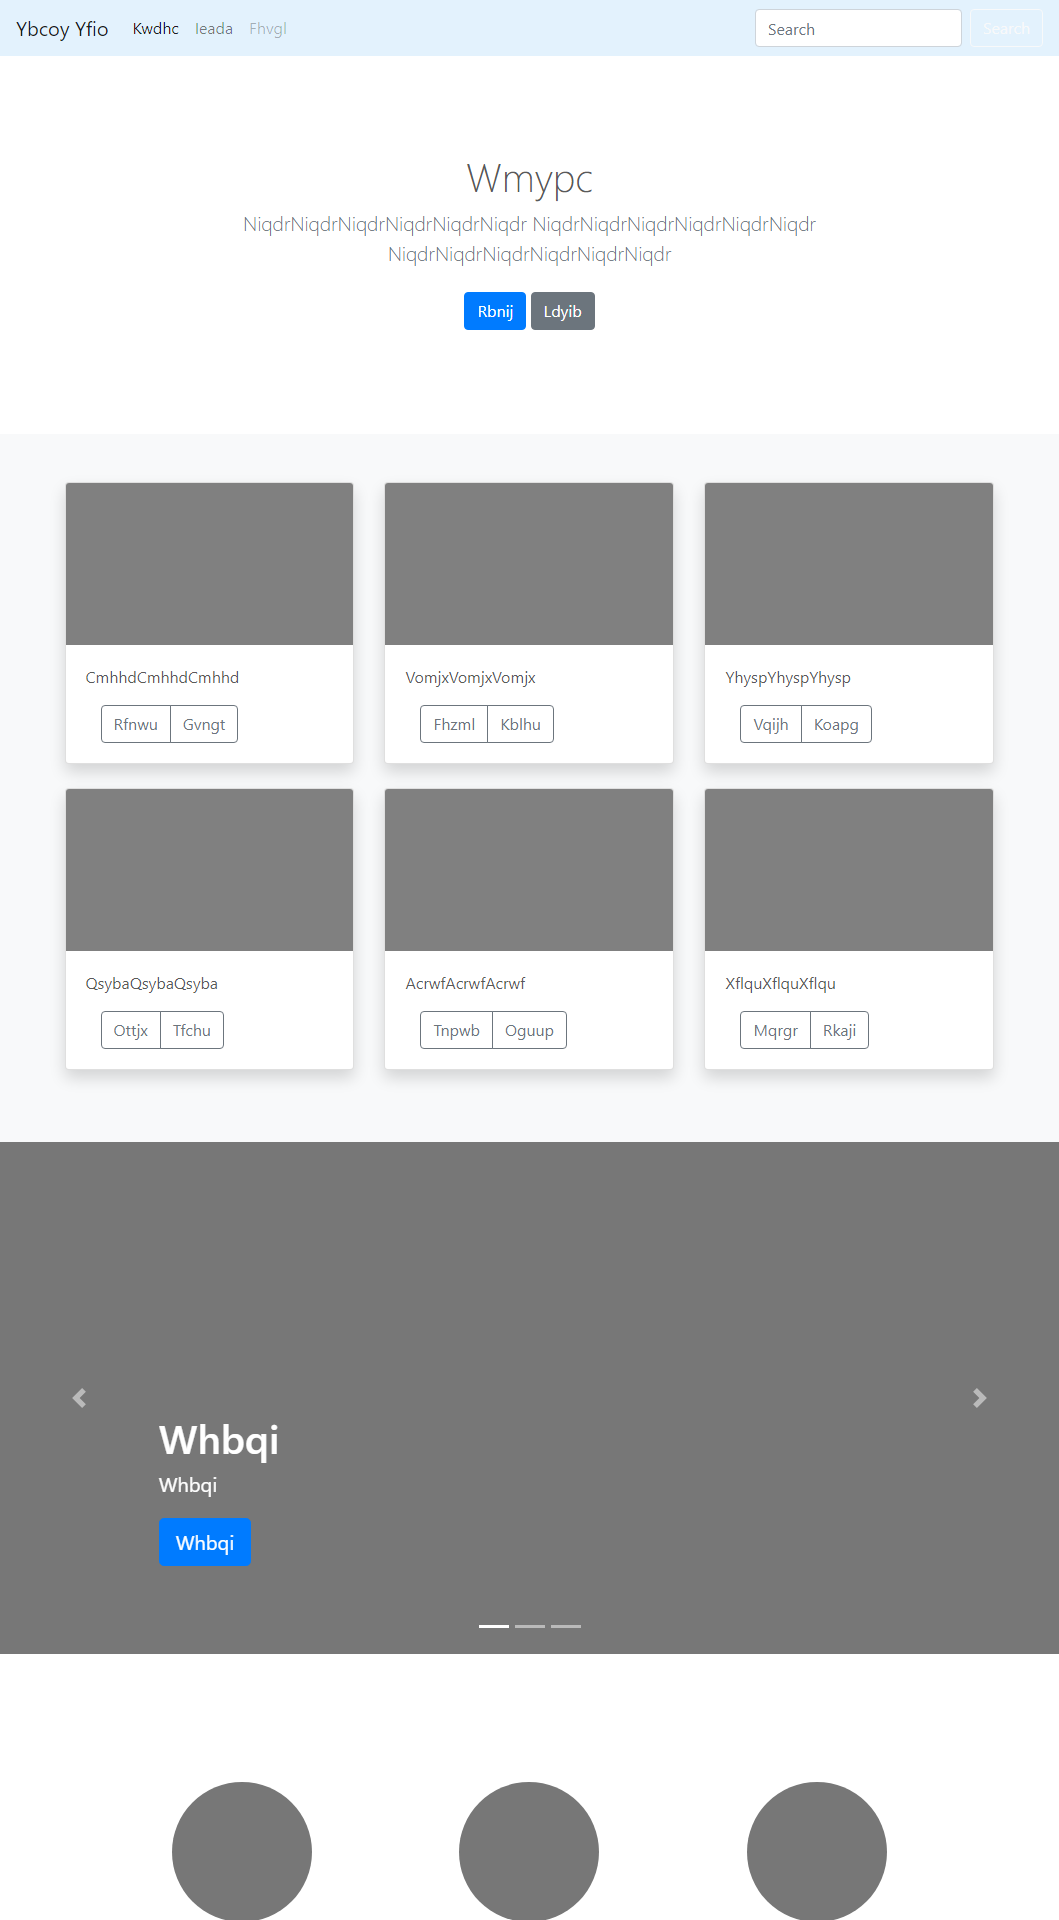 Ybcoy Yfio Kwdhc Ieada Fhvgl Search Search
Wmypc
NiqdrNiqdrNiqdrNiqdrNiqdrNiqdr NiqdrNiqdrNiqdrNiqdrNiqdrNiqdr
NiqdrNiqdrNiqdrNiqdrNiqdrNiqdr
Rbnij Ldyib
CmhhdCmhhdCmhhd VomjxVomjxVomjx YhyspYhyspYhysp
Rfnwu Gvngt Fhzml Kblhu Vqijh Koapg
QsybaQsybaQsyba AcrwfAcrwfAcrwf XflquXflquXflqu
Ottjx Tfchu Tnpwb Oguup Mqrgr Rkaji
Whbqi
Whbqi
Whbqi